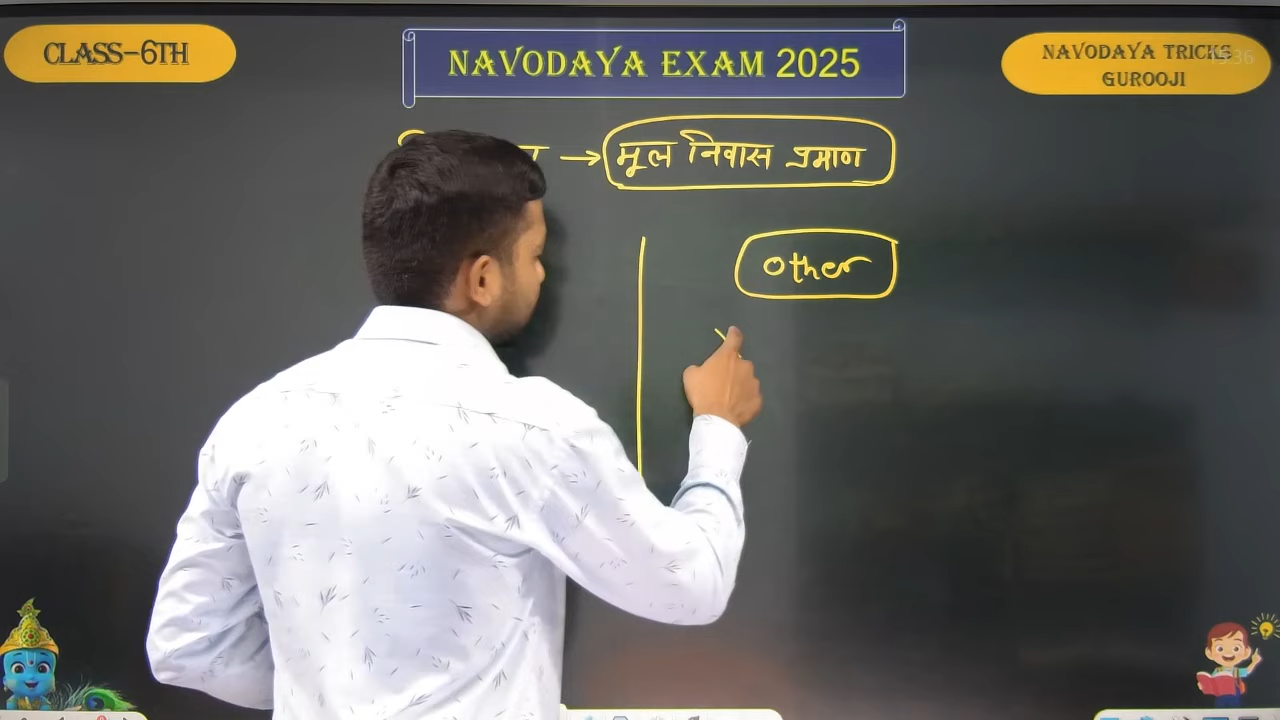 CLASS-6TH
NAVODAYA EXAM 2025
NAVODAYA TRICKS
GUROOJI
→ मूल निवास प्रमाण
Other